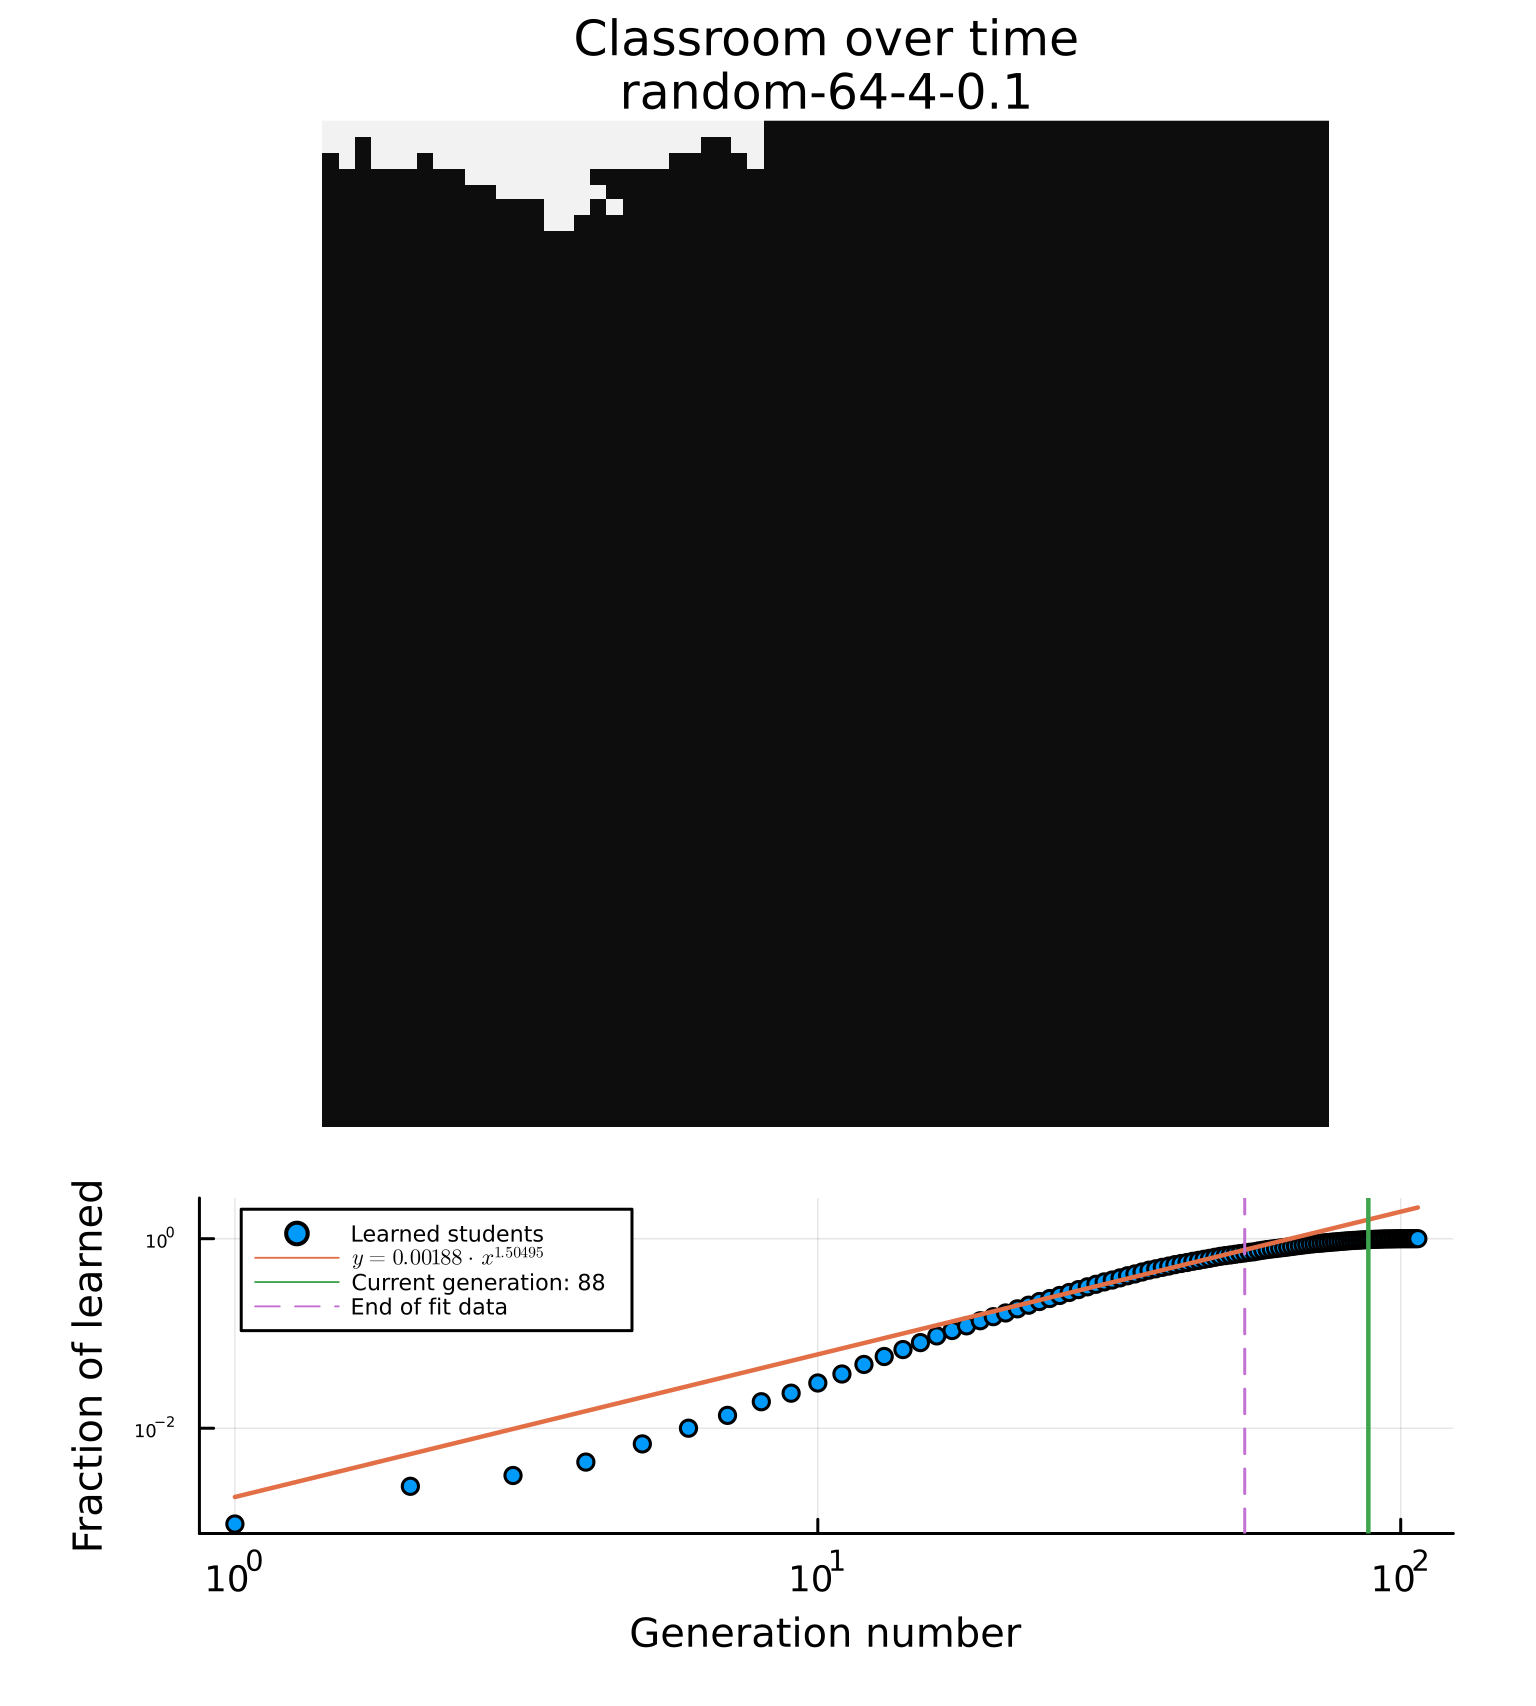 Classroom over time
random-64-4-0.1
Fraction of learned
10^0
10^-2
Learned students
y = 0.00188 · x^1.50495
Current generation: 88
End of fit data
10^0
10^1
10^2
Generation number